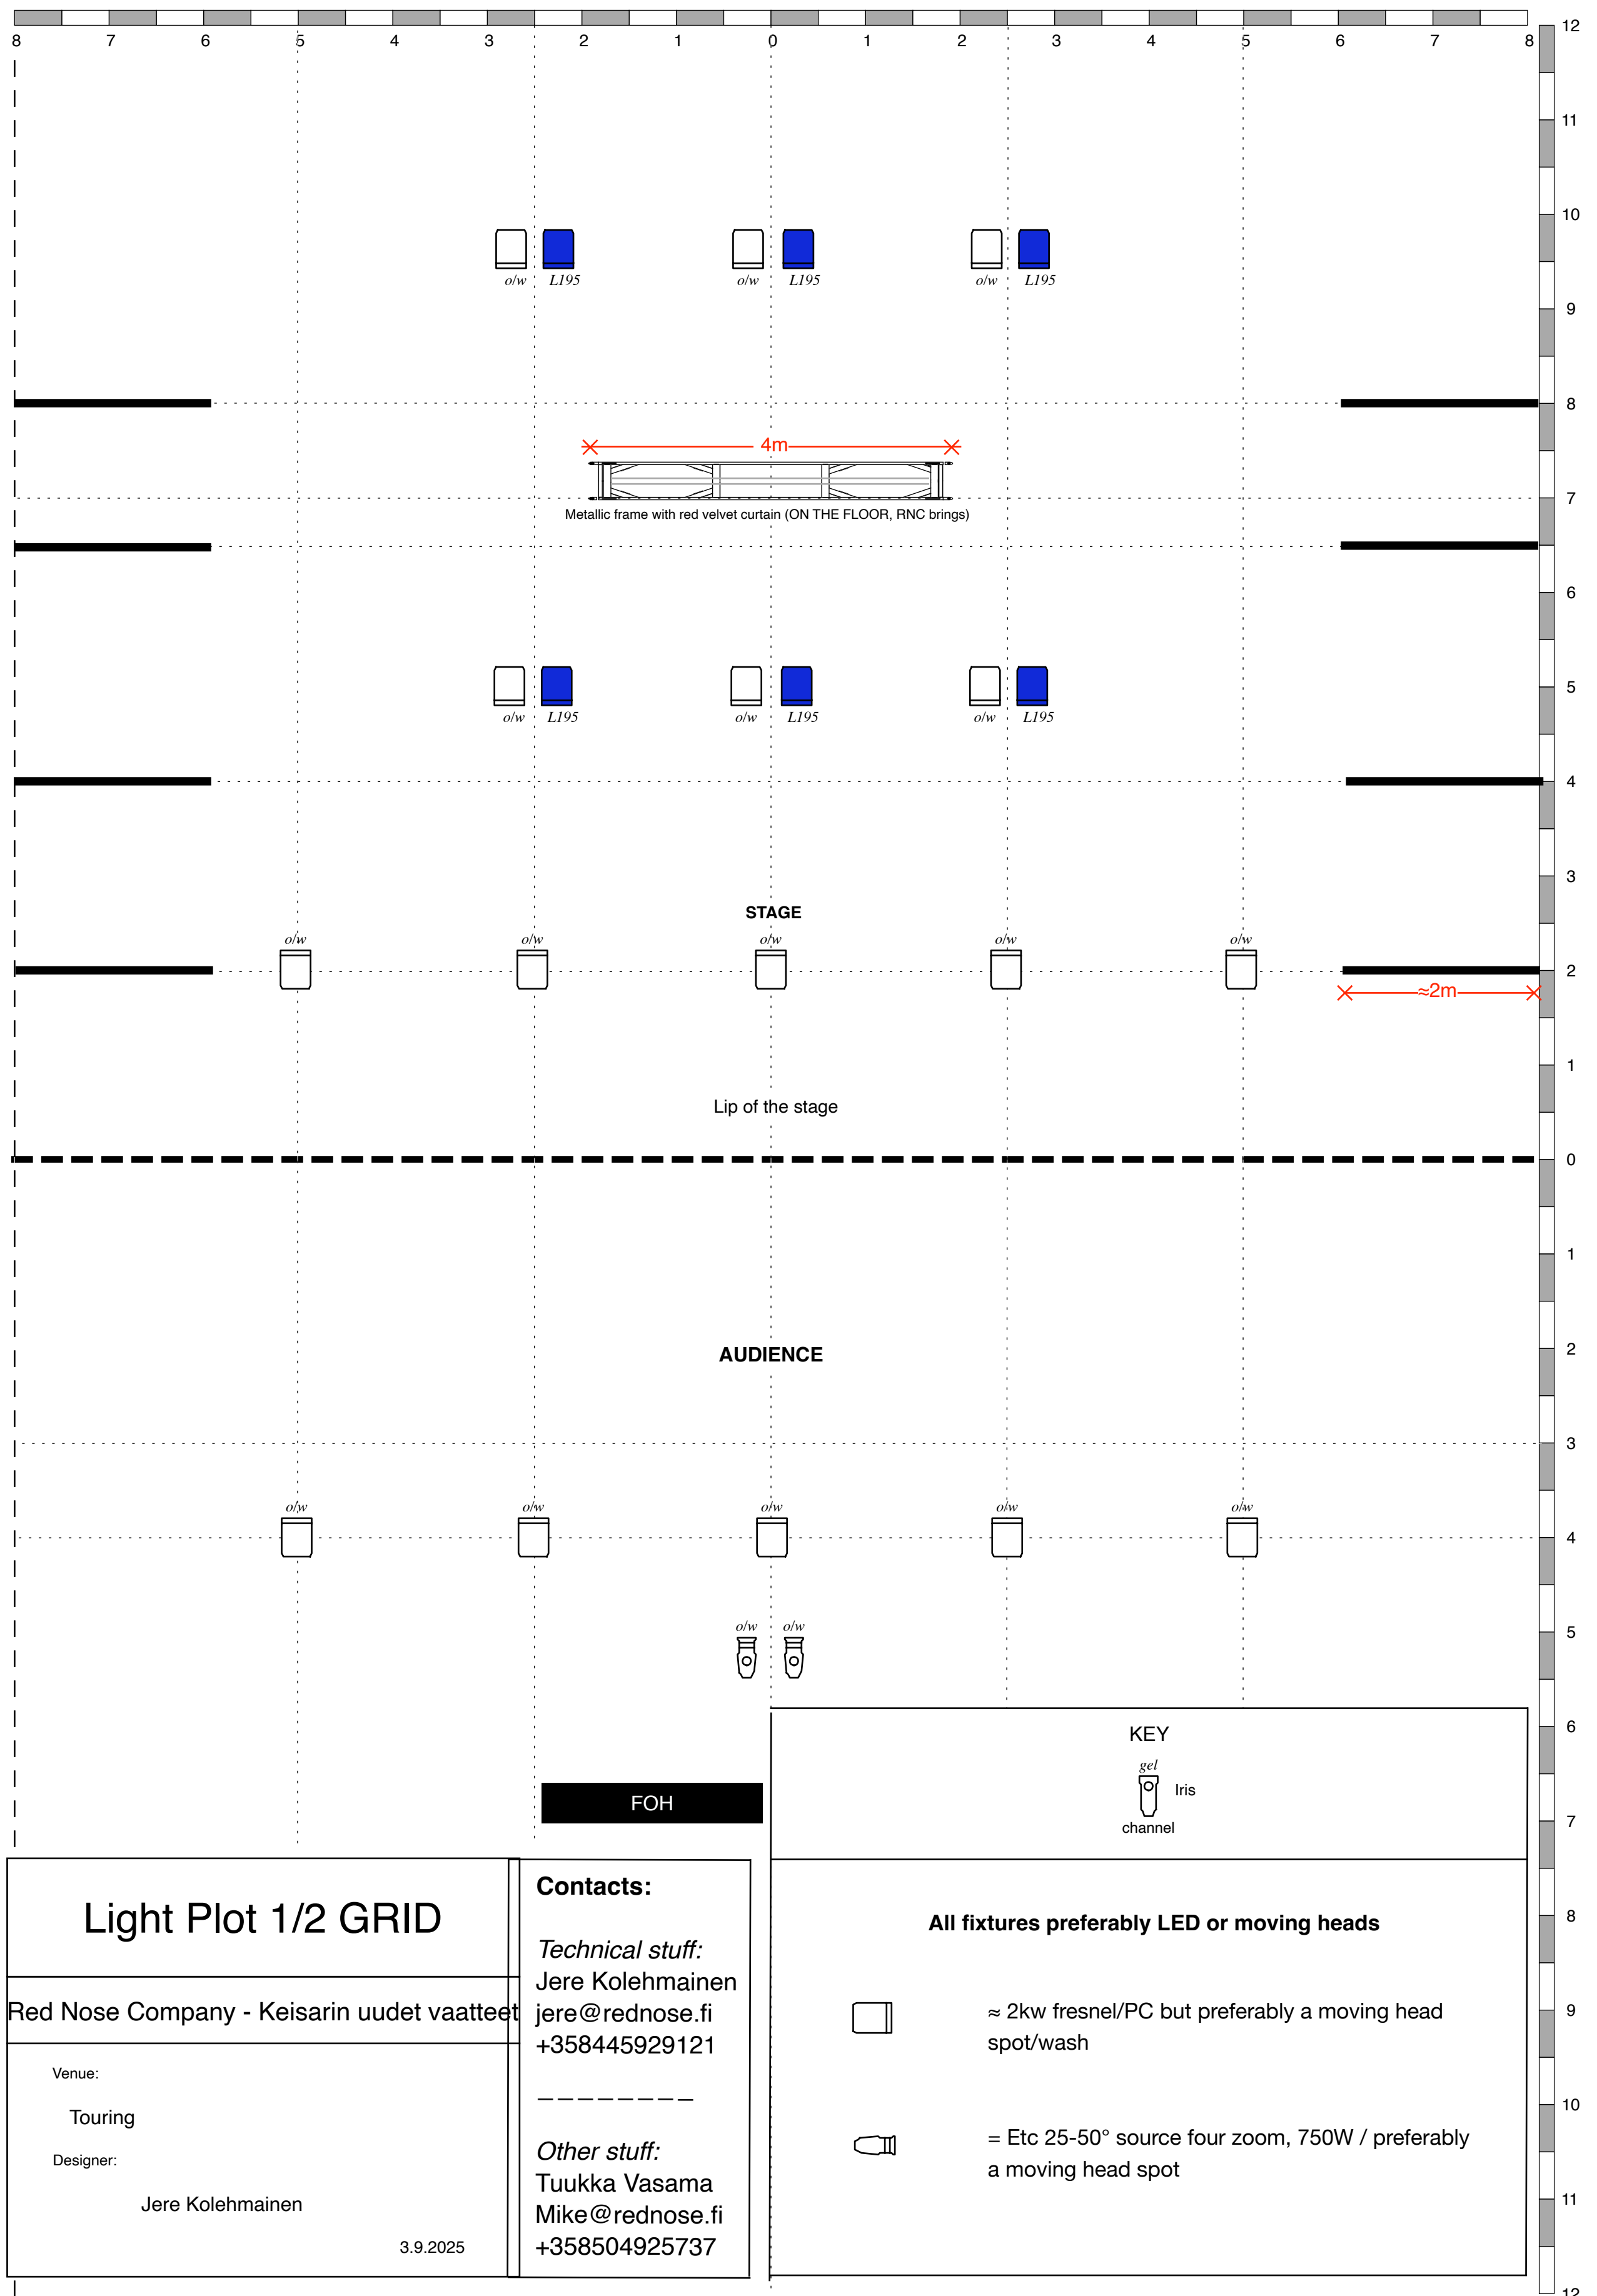 8 7 6 5 4 3 2 1 0 1 2 3 4 5 6 7 8
12
11
10
o/w L195 o/w L195 o/w L195
9
8
4m
7
Metallic frame with red velvet curtain (ON THE FLOOR, RNC brings)
6
5
o/w L195 o/w L195 o/w L195
4
3
STAGE
o/w o/w o/w o/w o/w
2
≈2m
1
Lip of the stage
0
1
AUDIENCE
2
3
o/w o/w o/w o/w o/w
4
o/w o/w
5
6
KEY
gel
Iris
channel
FOH
7
8
9
10
11
12
Light Plot 1/2 GRID
Red Nose Company - Keisarin uudet vaatteet
Venue:
Touring
Designer:
Jere Kolehmainen
3.9.2025
Contacts:
Technical stuff:
Jere Kolehmainen
jere@rednose.fi
+358445929121
________
Other stuff:
Tuukka Vasama
Mike@rednose.fi
+358504925737
All fixtures preferably LED or moving heads
≈ 2kw fresnel/PC but preferably a moving head
spot/wash
= Etc 25-50° source four zoom, 750W / preferably
a moving head spot